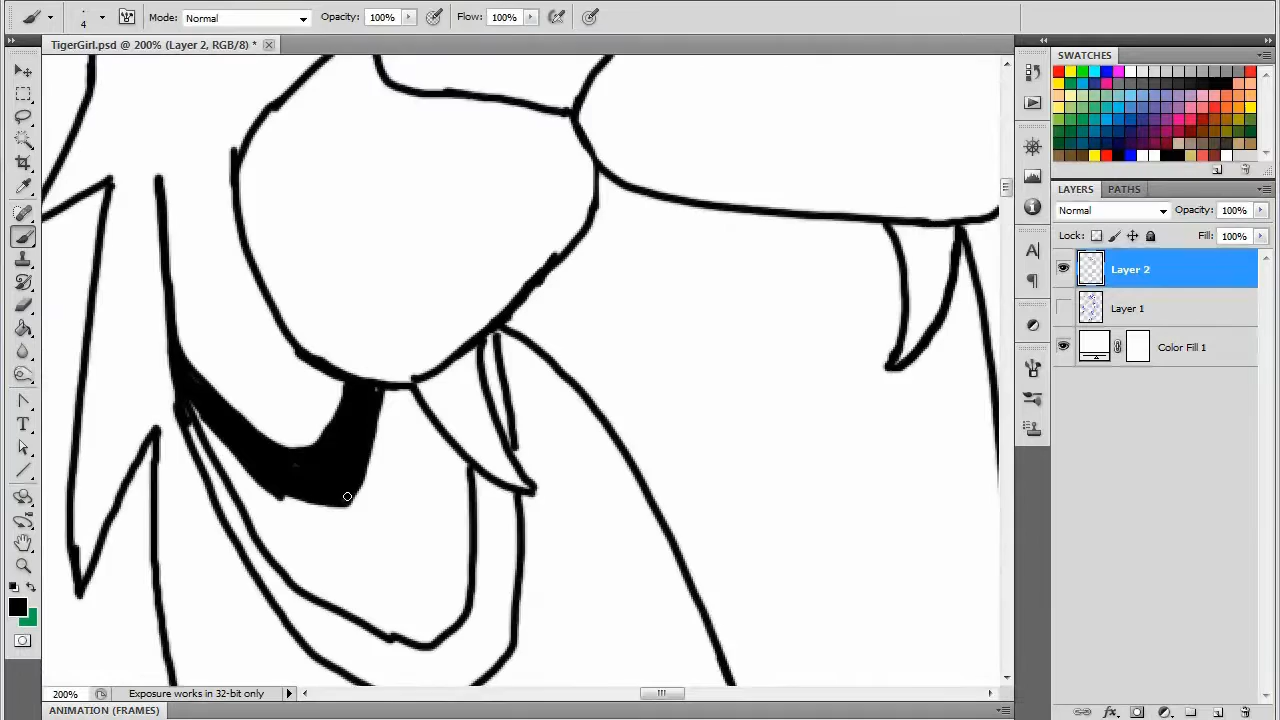 4 Mode: Normal Opacity: 100% Flow: 100%
TigerGirl.psd @ 200% (Layer 2, RGB/8) *
SWATCHES
LAYERS PATHS
Normal Opacity: 100%
Lock: Fill: 100%
Layer 2
Layer 1
Color Fill 1
200% Exposure works in 32-bit only
ANIMATION (FRAMES)